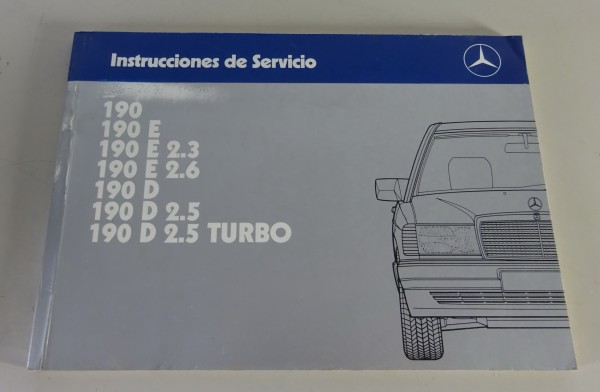 Instrucciones de Servicio
190
190 E
190 E 2.3
190 E 2.6
190 D
190 D 2.5
190 D 2.5 TURBO